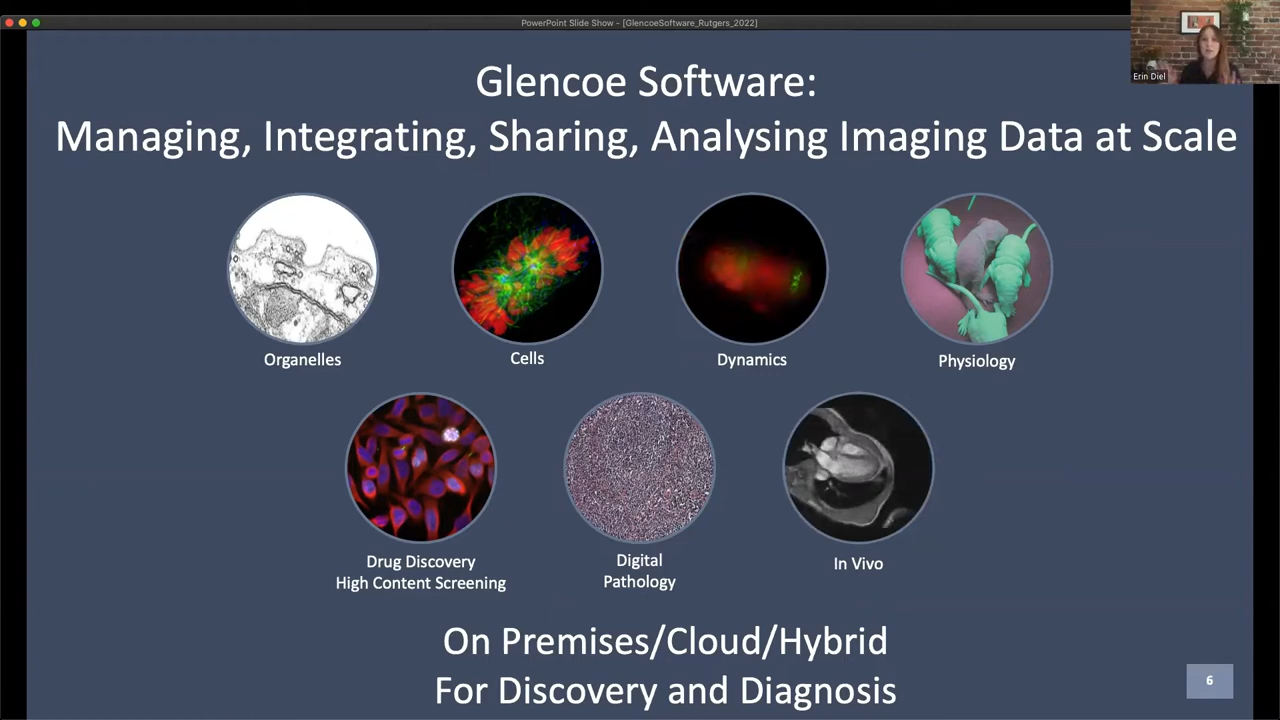 PowerPoint Slide Show - [GlencoeSoftware_Rutgers_2022]
Erin Diel
Glencoe Software:
Managing, Integrating, Sharing, Analysing Imaging Data at Scale
Organelles
Cells
Dynamics
Physiology
Drug Discovery
High Content Screening
Digital
Pathology
In Vivo
On Premises/Cloud/Hybrid
For Discovery and Diagnosis
6